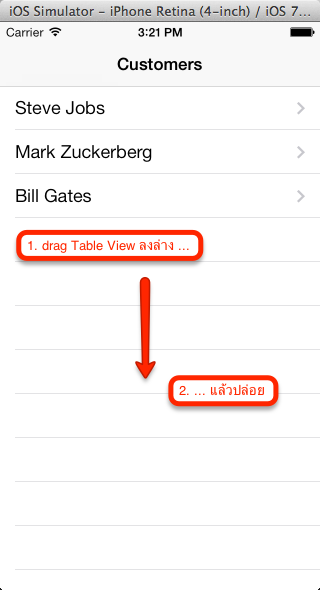 iOS Simulator - iPhone Retina (4-inch) / iOS 7...
Carrier 3:21 PM
Customers
Steve Jobs
Mark Zuckerberg
Bill Gates
1. drag Table View ลงล่าง ...
2. ... แล้วปล่อย